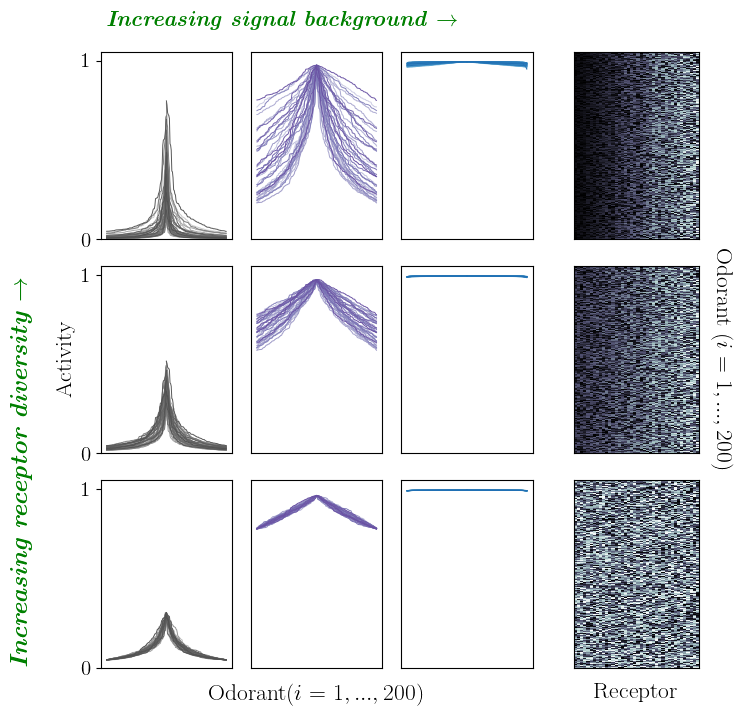 Increasing signal background →
1
0
1
0
1
0
Activity
Increasing receptor diversity →
Odorant (i = 1, ..., 200)
Odorant(i = 1, ..., 200)
Receptor